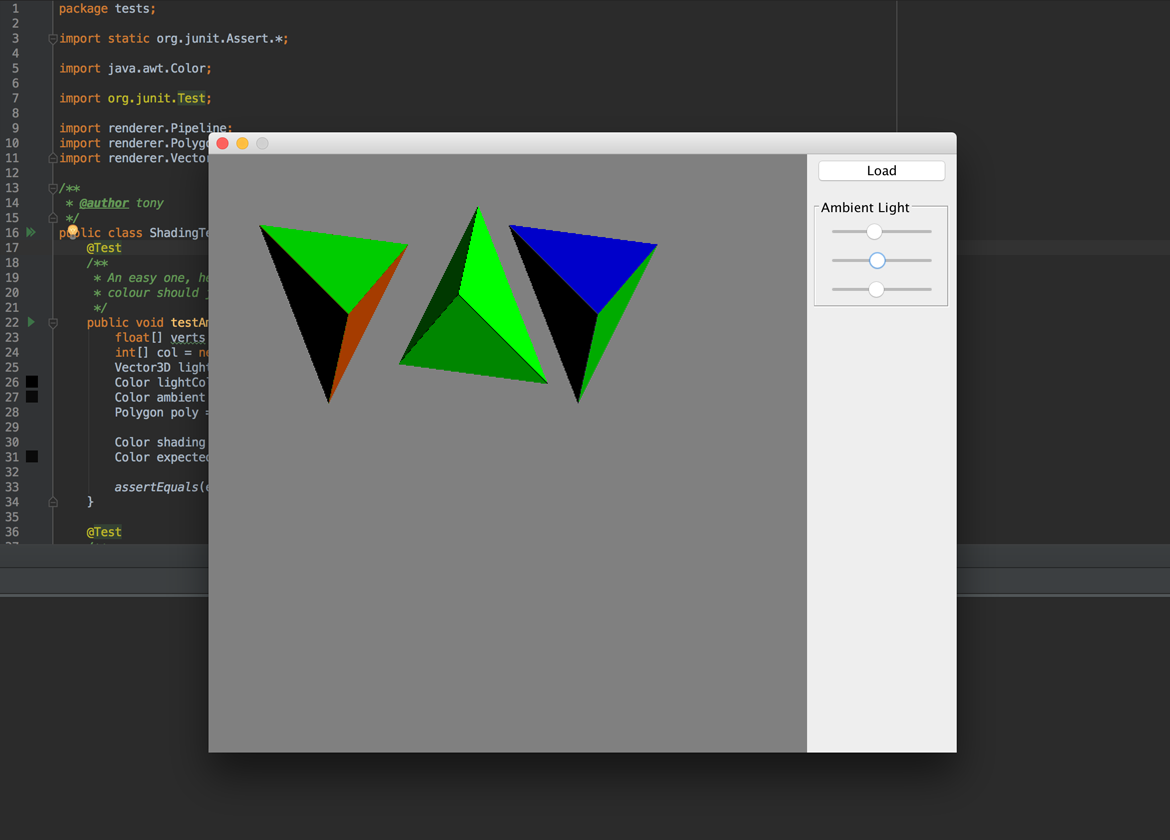 1 package tests;
2
3 import static org.junit.Assert.*;
4
5 import java.awt.Color;
6
7 import org.junit.Test;
8
9 import renderer.Pipeline;
10 import renderer.Polyg
11 import renderer.Vector
12
13 /**
14 * @author tony
15 */
16 public class ShadingTe
17 @Test
18 /**
19 * An easy one, he
20 * colour should
21 */
22 public void testAm
23 float[] verts
24 int[] col = ne
25 Vector3D light
26 Color lightCol
27 Color ambient
28 Polygon poly =
29
30 Color shading
31 Color expected
32
33 assertEquals(e
34 }
35
36 @Test
Load
Ambient Light